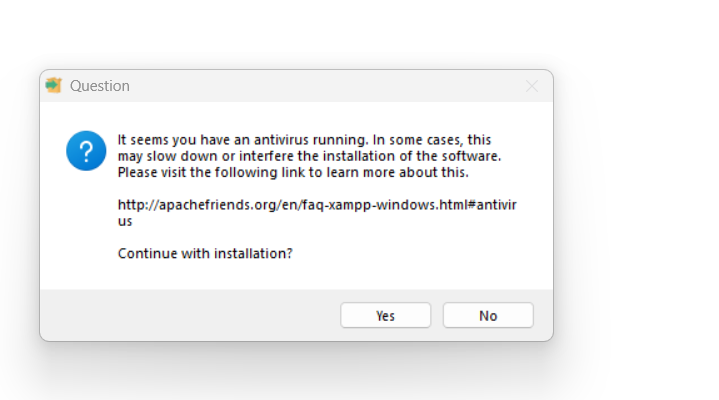 Question
It seems you have an antivirus running. In some cases, this
may slow down or interfere the installation of the software.
Please visit the following link to learn more about this.
http://apachefriends.org/en/faq-xampp-windows.html#antivir
us
Continue with installation?
Yes
No